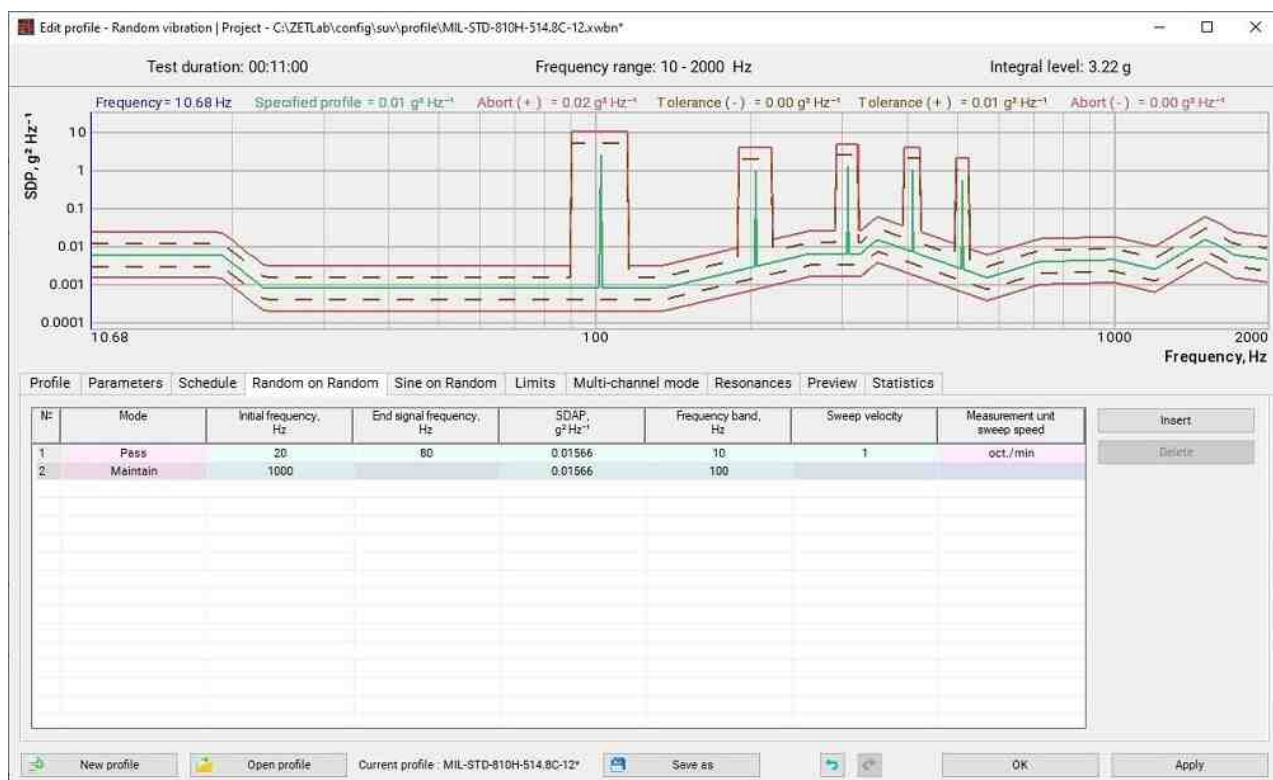 Edit profile - Random vibration | Project - C:\ZETLab\config\suv\profile\MIL-STD-810H-514.8C-12.xwbn*
Test duration: 00:11:00 Frequency range: 10 - 2000 Hz Integral level: 3.22 g
Frequency = 10.68 Hz Specified profile = 0.01 g² Hz⁻¹ Abort (+) = 0.02 g² Hz⁻¹ Tolerance (-) = 0.00 g² Hz⁻¹ Tolerance (+) = 0.01 g² Hz⁻¹ Abort (-) = 0.00 g² Hz⁻¹
SDP, g² Hz⁻¹
10
1
0.1
0.01
0.001
0.0001
10.68 100 1000 2000
Frequency, Hz
Profile Parameters Schedule Random on Random Sine on Random Limits Multi-channel mode Resonances Preview Statistics
№ Mode Initial frequency, Hz End signal frequency, Hz SDAP, g² Hz⁻¹ Frequency band, Hz Sweep velocity Measurement unit sweep speed
Insert
1 Pass 20 80 0.01566 10 1 oct./min
Delete
2 Maintain 1000 0.01566 100
New profile Open profile Current profile : MIL-STD-810H-514.8C-12* Save as OK Apply